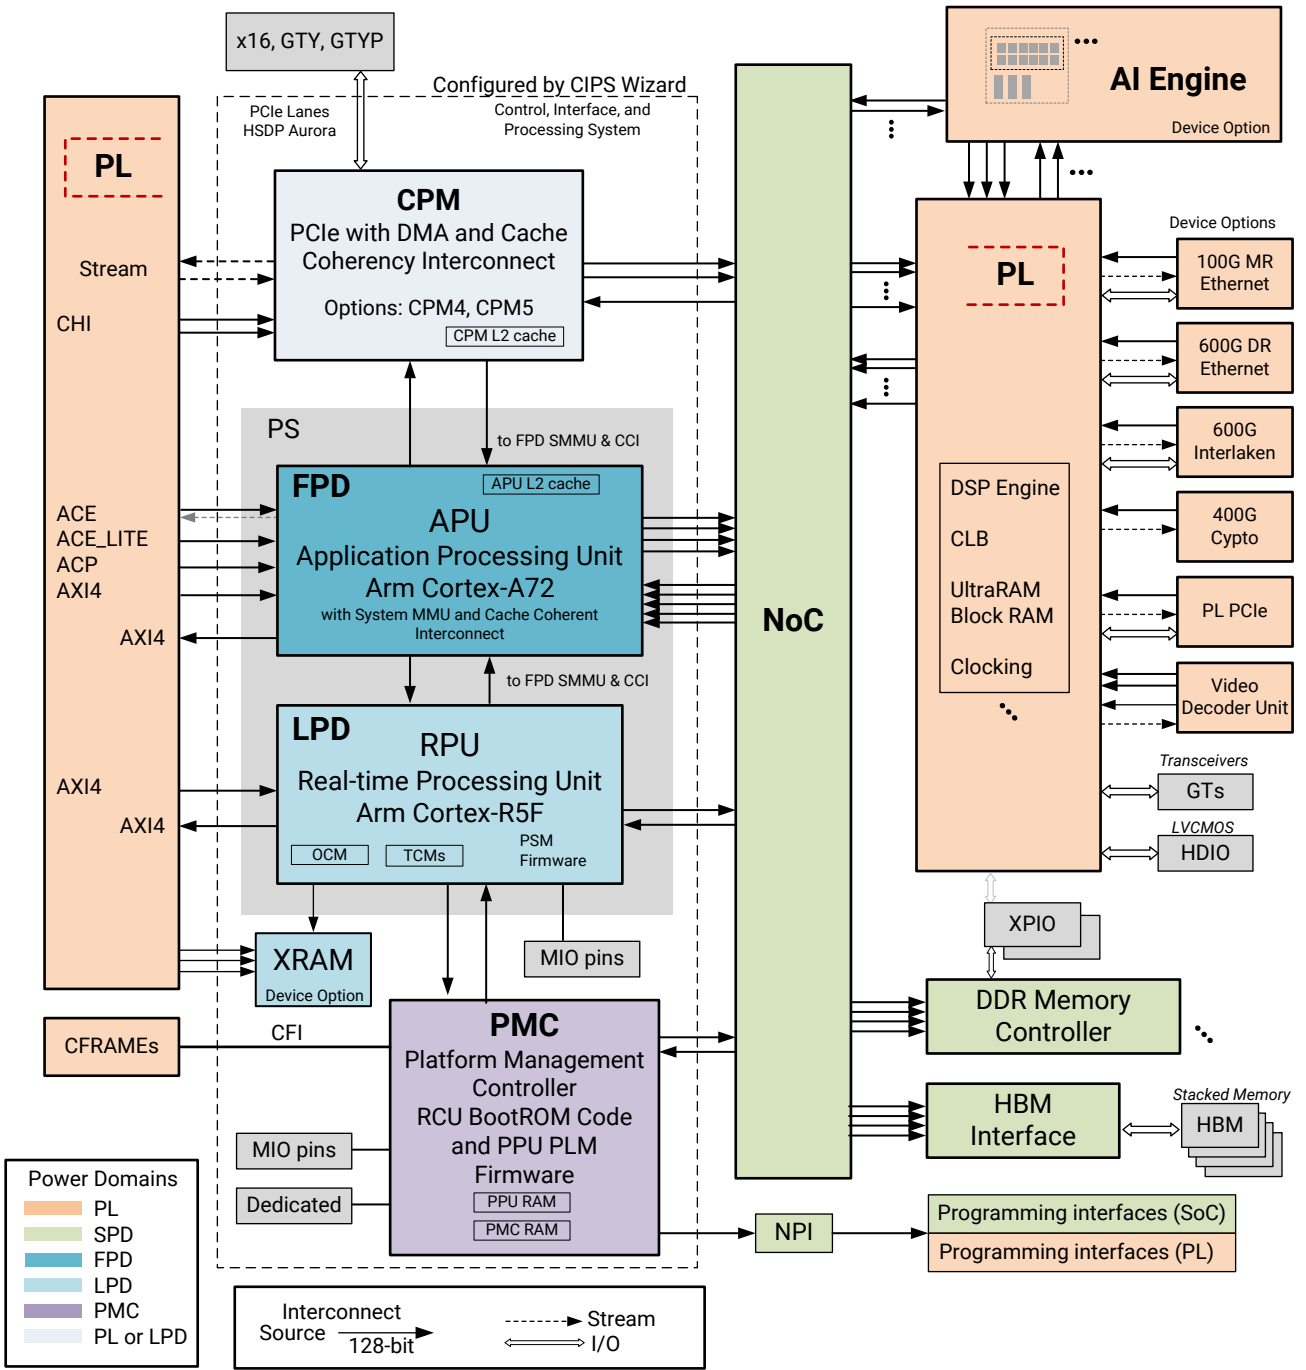 x16, GTY, GTYP
Configured by CIPS Wizard
PCIe Lanes
HSDP Aurora
Control, Interface, and
Processing System
AI Engine
Device Option
PL
Stream
CHI
ACE
ACE_LITE
ACP
AXI4
AXI4
AXI4
AXI4
CPM
PCIe with DMA and Cache
Coherency Interconnect
Options: CPM4, CPM5
CPM L2 cache
PS
to FPD SMMU & CCI
FPD
APU L2 cache
APU
Application Processing Unit
Arm Cortex-A72
with System MMU and Cache Coherent
Interconnect
to FPD SMMU & CCI
LPD
RPU
Real-time Processing Unit
Arm Cortex-R5F
OCM
TCMs
PSM
Firmware
XRAM
Device Option
MIO pins
CFRAMEs
CFI
PMC
Platform Management
Controller
RCU BootROM Code
and PPU PLM
Firmware
PPU RAM
PMC RAM
MIO pins
Dedicated
NoC
PL
DSP Engine
CLB
UltraRAM
Block RAM
Clocking
Device Options
100G MR
Ethernet
600G DR
Ethernet
600G
Interlaken
400G
Cypto
PL PCIe
Video
Decoder Unit
Transceivers
GTs
LVCMOS
HDIO
XPIO
DDR Memory
Controller
HBM
Interface
Stacked Memory
HBM
NPI
Programming interfaces (SoC)
Programming interfaces (PL)
Power Domains
PL
SPD
FPD
LPD
PMC
PL or LPD
Interconnect
Source
128-bit
Stream
I/O